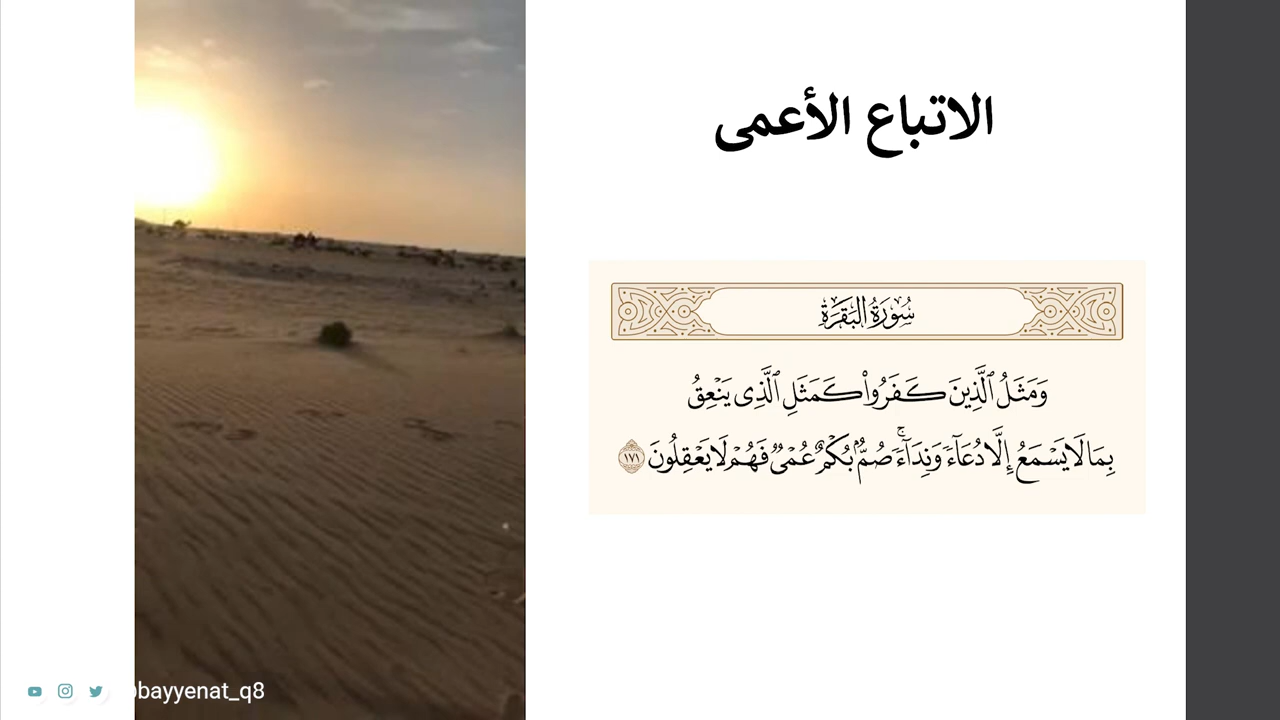 الاتباع الأعمى
سُورَةُ البَقَرَةِ
وَمَثَلُ ٱلَّذِينَ كَفَرُواْ كَمَثَلِ ٱلَّذِى يَنْعِقُ
بِمَا لَا يَسْمَعُ إِلَّا دُعَآءً وَنِدَآءً ۚ صُمٌّۢ بُكْمٌ عُمْىٌ فَهُمْ لَا يَعْقِلُونَ ١٧١
bayyenat_q8